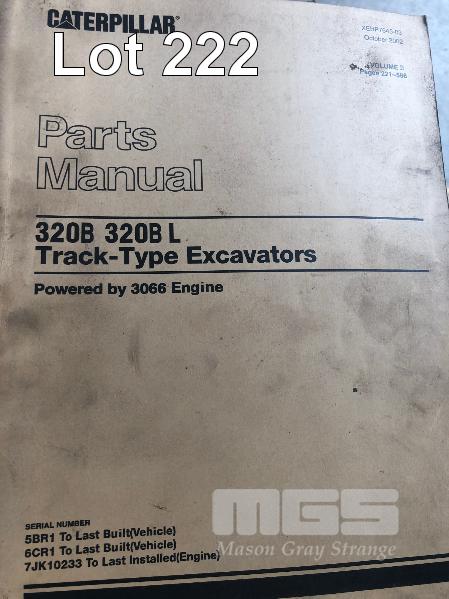 CATERPILLAR
Lot 222
October 2002
VOLUME 2
Parts
Manual
320B 320B L
Track-Type Excavators
Powered by 3066 Engine
SERIAL NUMBER
5BR1 To Last Built(Vehicle)
6CR1 To Last Built(Vehicle)
7JK10233 To Last Installed(Engine)
MGS
Mason Gray Strange